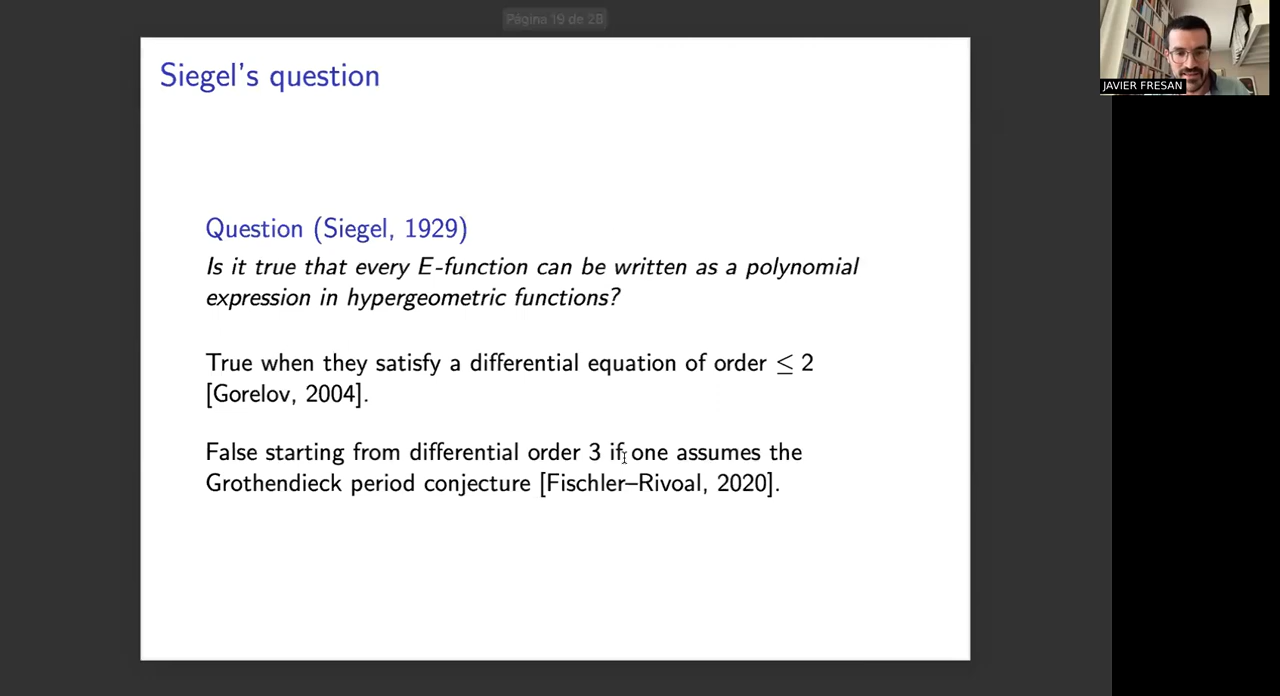 Página 19 de 28
JAVIER FRESAN
Siegel's question
Question (Siegel, 1929)
Is it true that every E-function can be written as a polynomial
expression in hypergeometric functions?
True when they satisfy a differential equation of order ≤ 2
[Gorelov, 2004].
False starting from differential order 3 if one assumes the
Grothendieck period conjecture [Fischler–Rivoal, 2020].